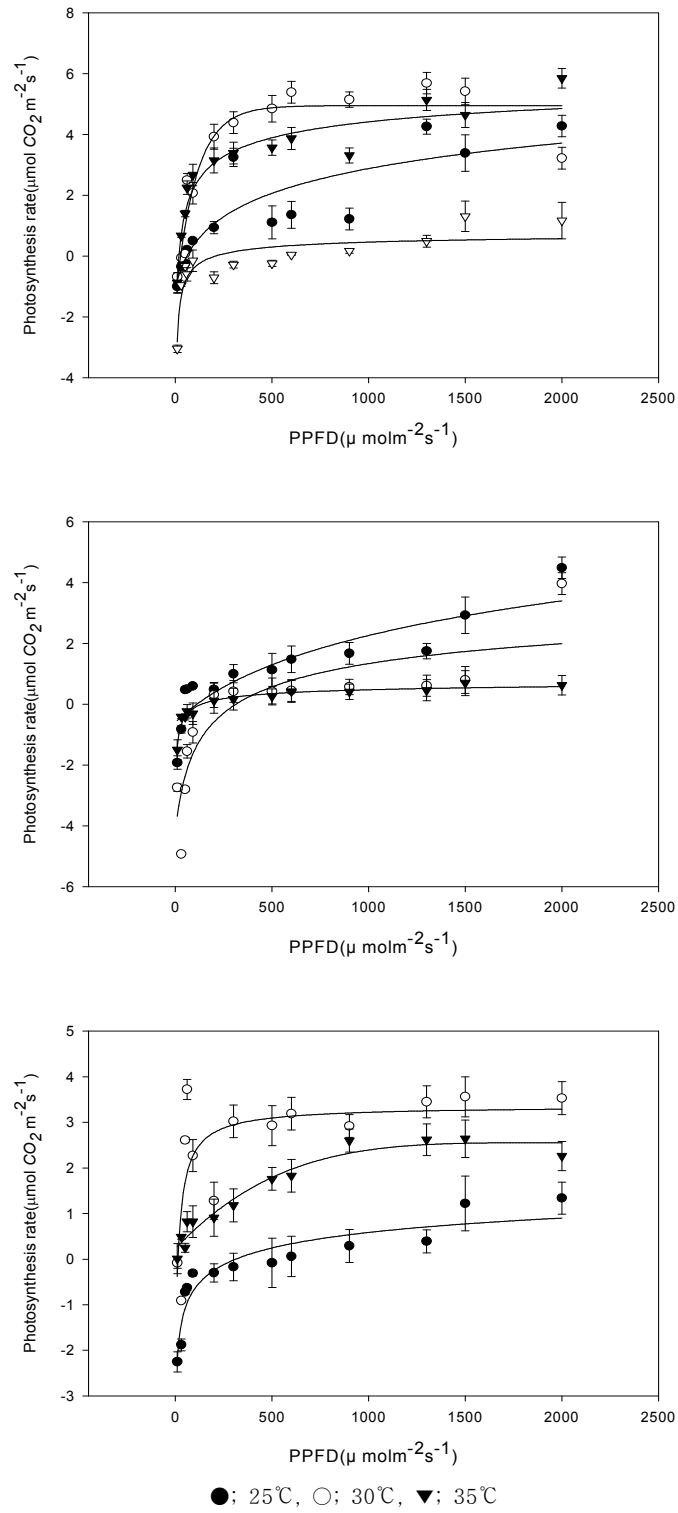 Photosynthesis rate(μmol CO2 m-2s-1)
8
6
4
2
0
-2
-4
0 500 1000 1500 2000 2500
PPFD(μ molm-2s-1)
Photosynthesis rate(μmol CO2 m-2s-1)
6
4
2
0
-2
-4
-6
0 500 1000 1500 2000 2500
PPFD(μ molm-2s-1)
Photosynthesis rate(μmol CO2 m-2s-1)
5
4
3
2
1
0
-1
-2
-3
0 500 1000 1500 2000 2500
PPFD(μ molm-2s-1)
●; 25℃, ○; 30℃, ▼; 35℃